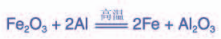 高温
Fe₂O₃ + 2Al ══ 2Fe + Al₂O₃